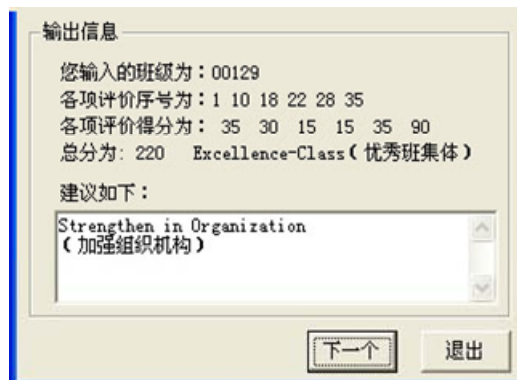 输出信息
您输入的班级为：00129
各项评价序号为：1 10 18 22 28 35
各项评价得分为： 35 30 15 15 35 90
总分为: 220 Excellence-Class(优秀班集体)
建议如下：
Strengthen in Organization
(加强组织机构)
下一个 退出